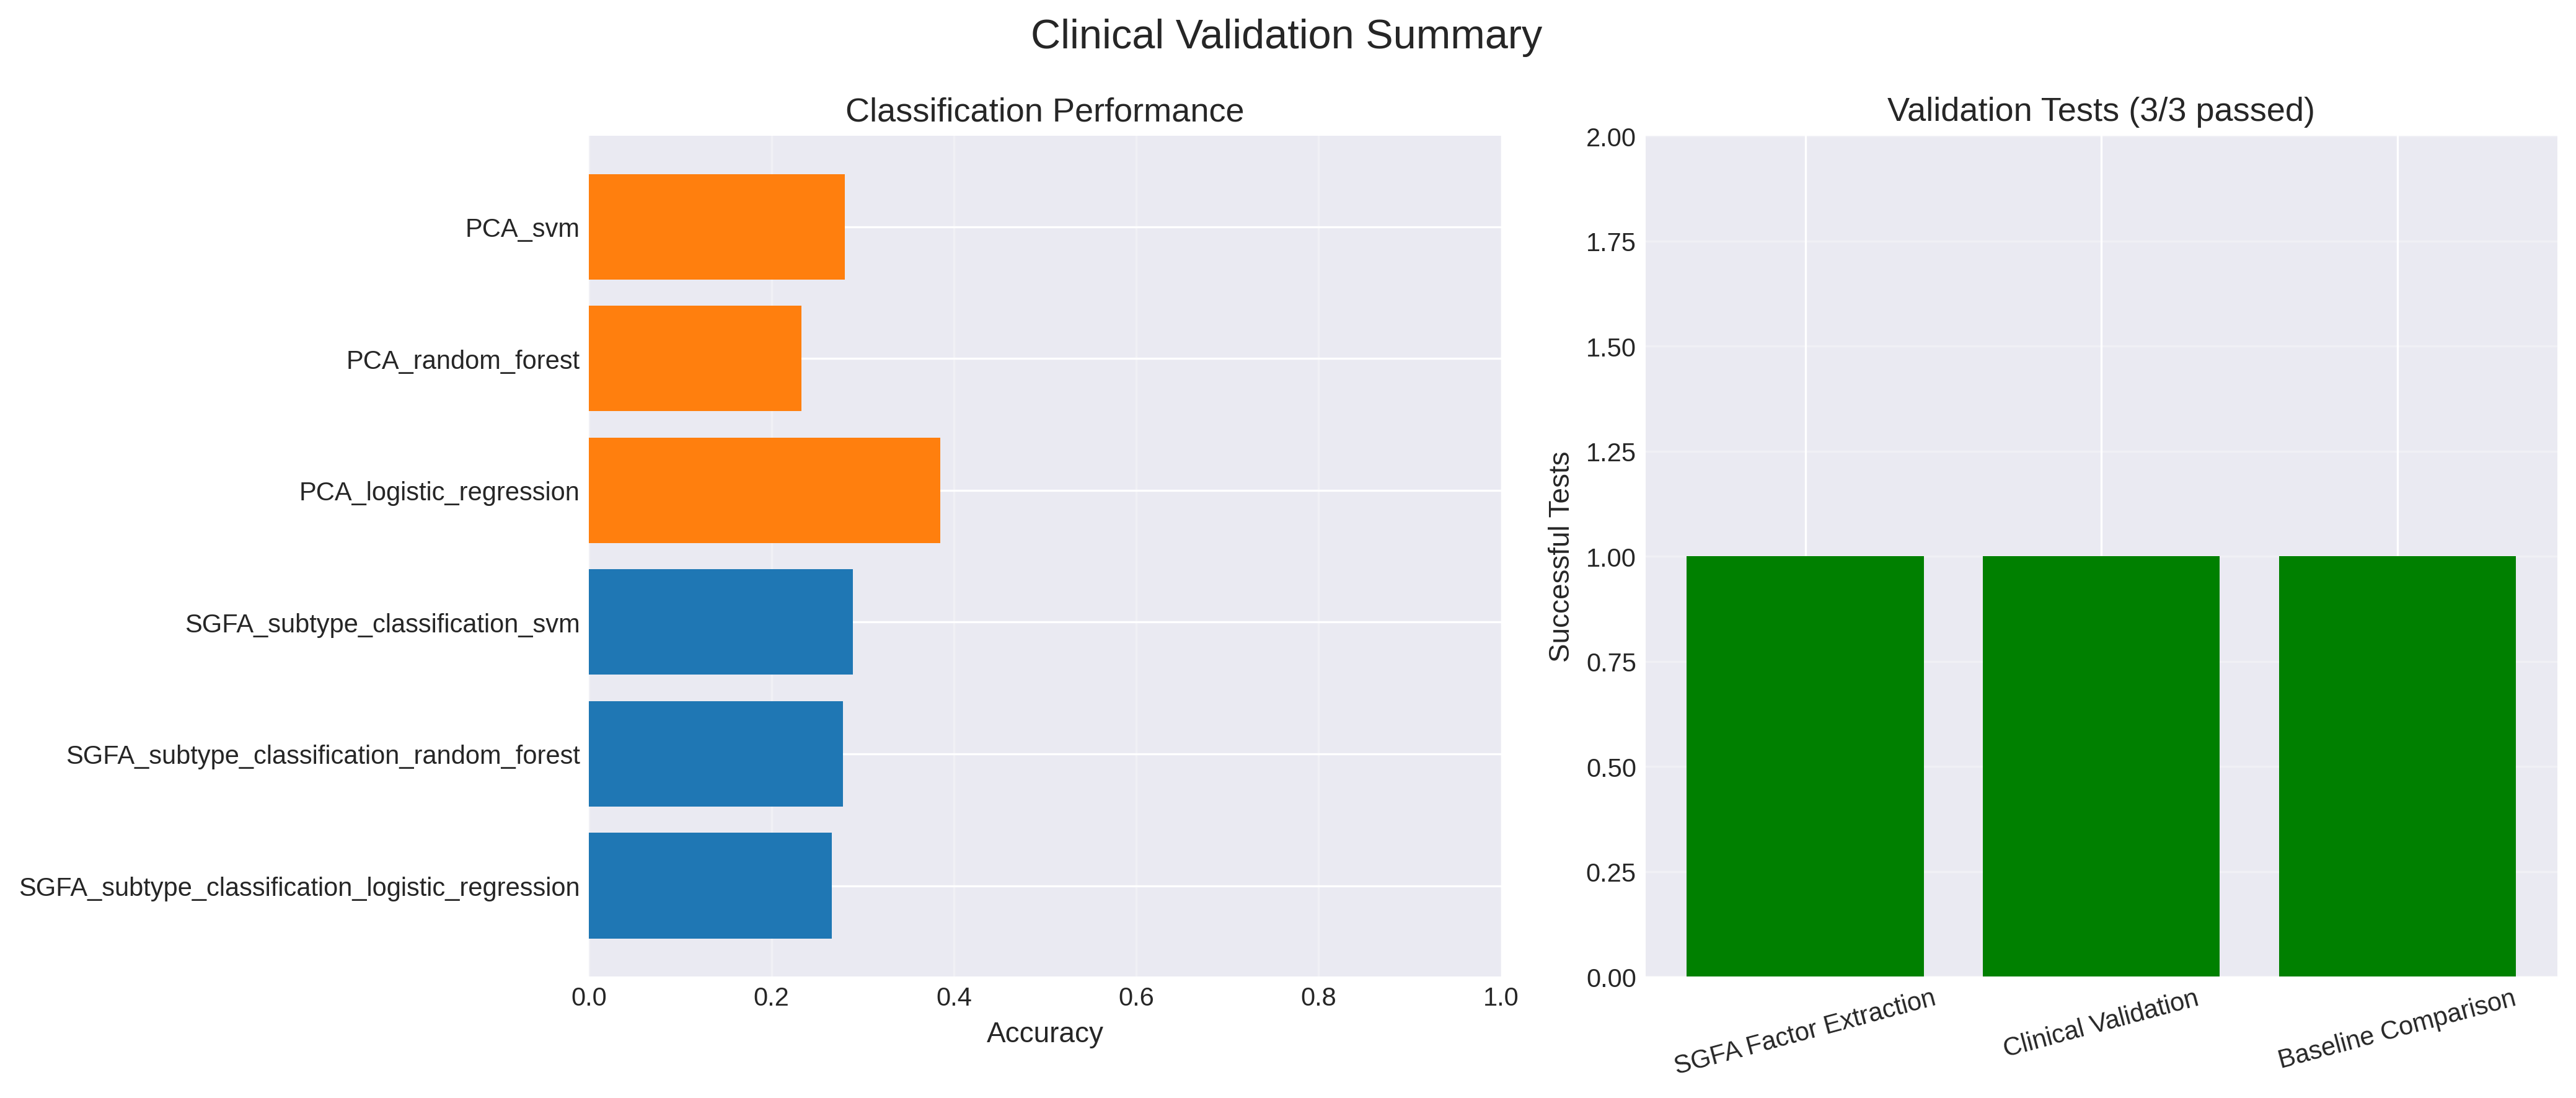 Clinical Validation Summary
Classification Performance
PCA_svm
PCA_random_forest
PCA_logistic_regression
SGFA_subtype_classification_svm
SGFA_subtype_classification_random_forest
SGFA_subtype_classification_logistic_regression
0.0 0.2 0.4 0.6 0.8 1.0
Accuracy
Validation Tests (3/3 passed)
Successful Tests
2.00
1.75
1.50
1.25
1.00
0.75
0.50
0.25
0.00
SGFA Factor Extraction
Clinical Validation
Baseline Comparison